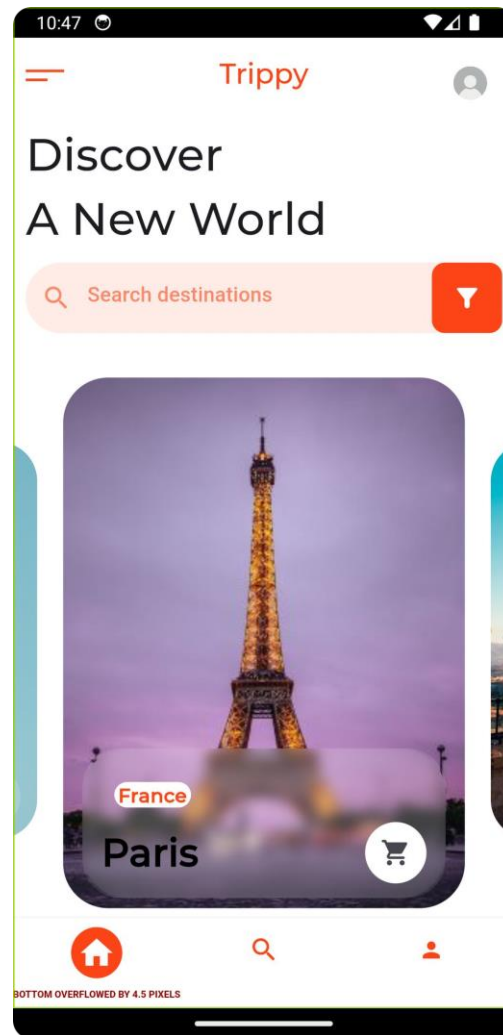 10:47
Trippy
Discover
A New World
Search destinations
France
Paris
BOTTOM OVERFLOWED BY 4.5 PIXELS